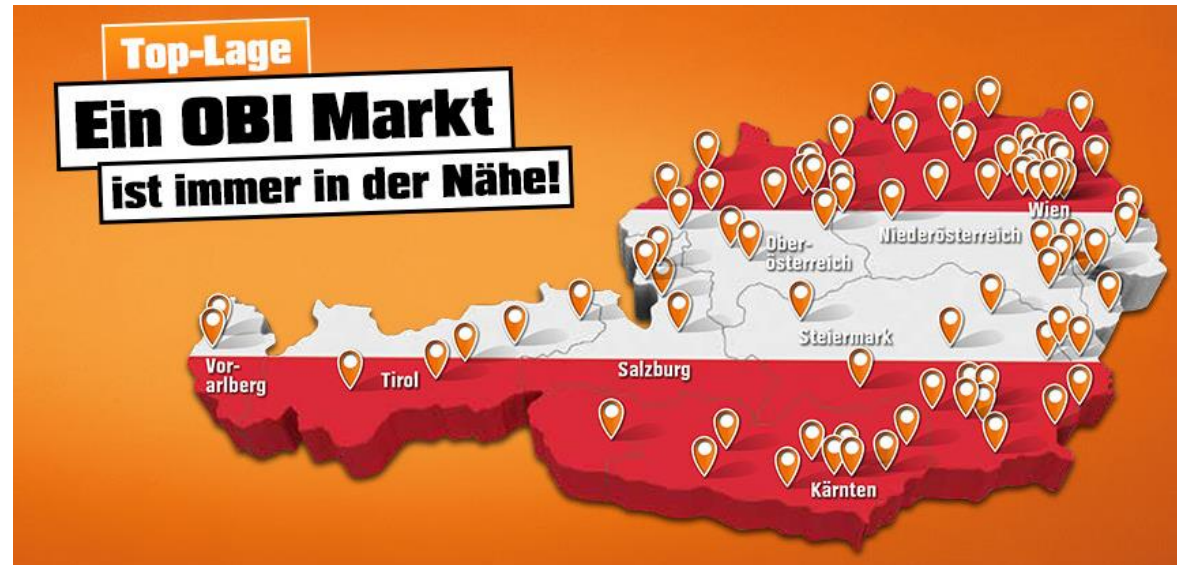 Top-Lage
Ein OBI Markt
ist immer in der Nähe!
Wien
Niederösterreich
Ober-
österreich
Steiermark
Salzburg
Vor-
arlberg
Tirol
Kärnten